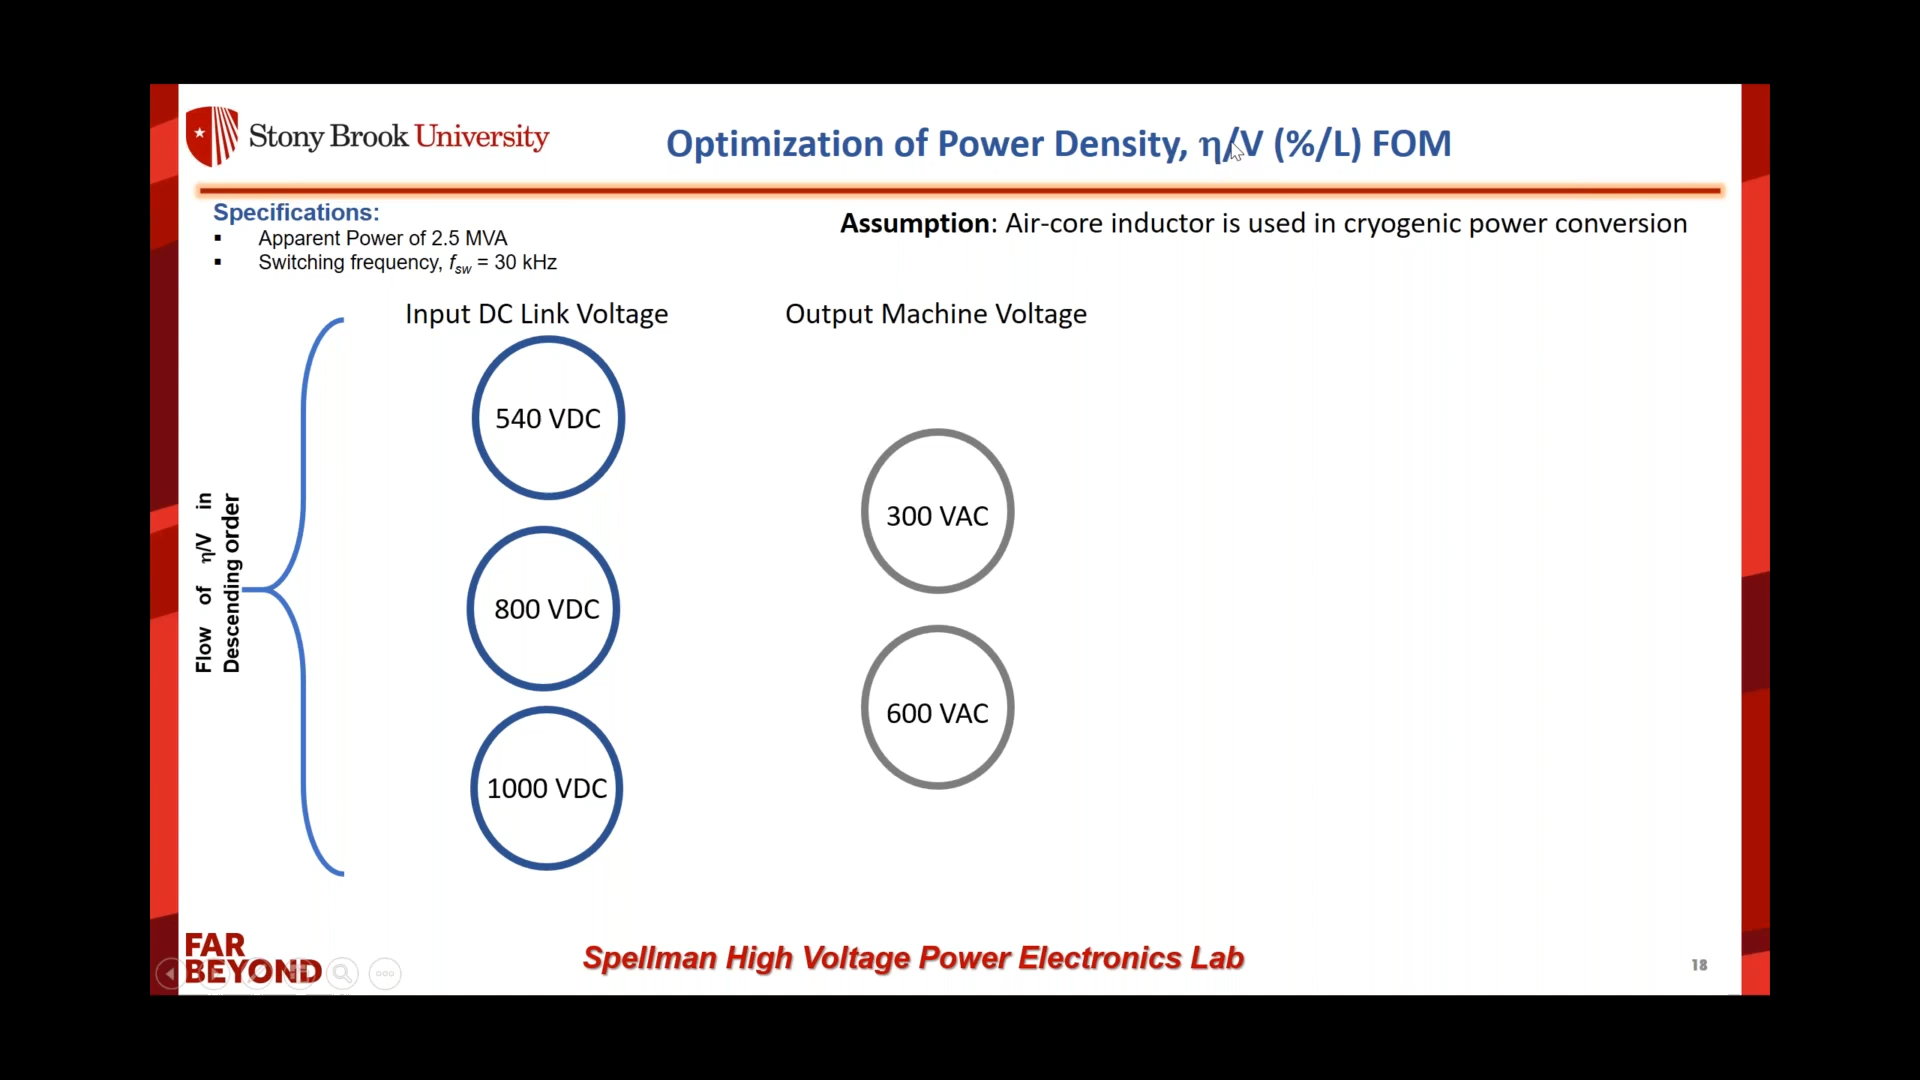 Stony Brook University
Optimization of Power Density, η/V (%/L) FOM
Specifications:
▪ Apparent Power of 2.5 MVA
▪ Switching frequency, fsw = 30 kHz
Assumption: Air-core inductor is used in cryogenic power conversion
Input DC Link Voltage
Output Machine Voltage
540 VDC
300 VAC
800 VDC
600 VAC
1000 VDC
Flow of η/V in
Descending order
FAR
BEYOND
Spellman High Voltage Power Electronics Lab
18